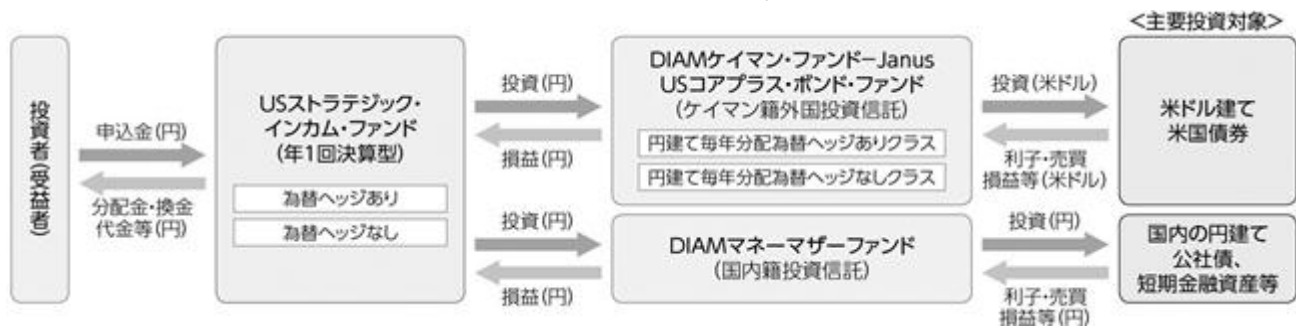 <主要投資対象>
投資者(受益者)
申込金(円)
分配金・換金
代金等(円)
USストラテジック・
インカム・ファンド
(年1回決算型)
為替ヘッジあり
為替ヘッジなし
投資(円)
損益(円)
投資(円)
損益(円)
DIAMケイマン・ファンド−Janus
USコアプラス・ボンド・ファンド
(ケイマン籍外国投資信託)
円建て毎年分配為替ヘッジありクラス
円建て毎年分配為替ヘッジなしクラス
DIAMマネーマザーファンド
(国内籍投資信託)
投資(米ドル)
利子・売買
損益等(米ドル)
投資(円)
利子・売買
損益等(円)
米ドル建て
米国債券
国内の円建て
公社債、
短期金融資産等